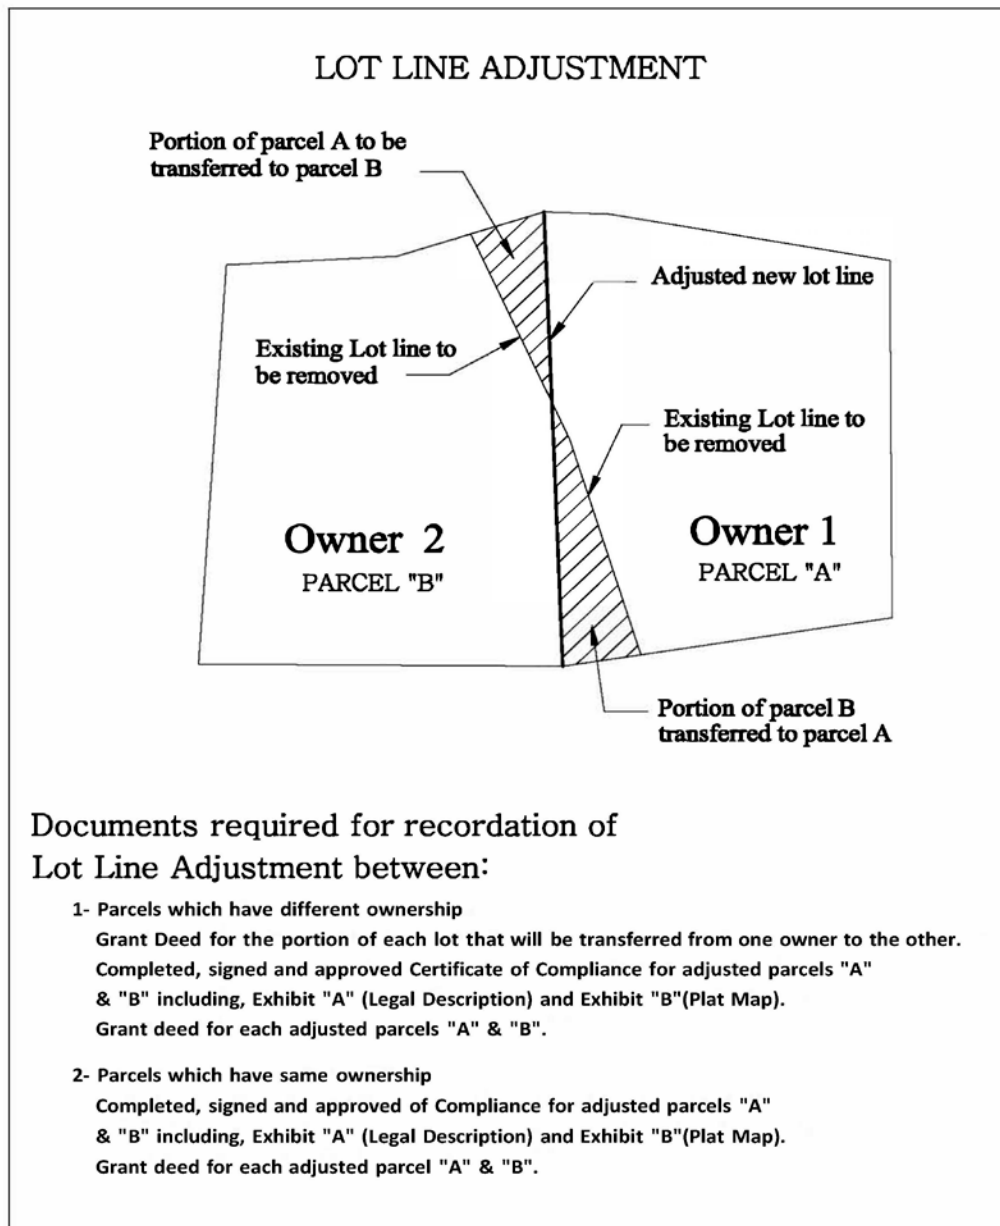 LOT LINE ADJUSTMENT
Portion of parcel A to be
transferred to parcel B
Adjusted new lot line
Existing Lot line to
be removed
Existing Lot line to
be removed
Owner 2
PARCEL "B"
Owner 1
PARCEL "A"
Portion of parcel B
transferred to parcel A
Documents required for recordation of
Lot Line Adjustment between:
1- Parcels which have different ownership
Grant Deed for the portion of each lot that will be transferred from one owner to the other.
Completed, signed and approved Certificate of Compliance for adjusted parcels "A"
& "B" including, Exhibit "A" (Legal Description) and Exhibit "B"(Plat Map).
Grant deed for each adjusted parcels "A" & "B".
2- Parcels which have same ownership
Completed, signed and approved of Compliance for adjusted parcels "A"
& "B" including, Exhibit "A" (Legal Description) and Exhibit "B"(Plat Map).
Grant deed for each adjusted parcel "A" & "B".